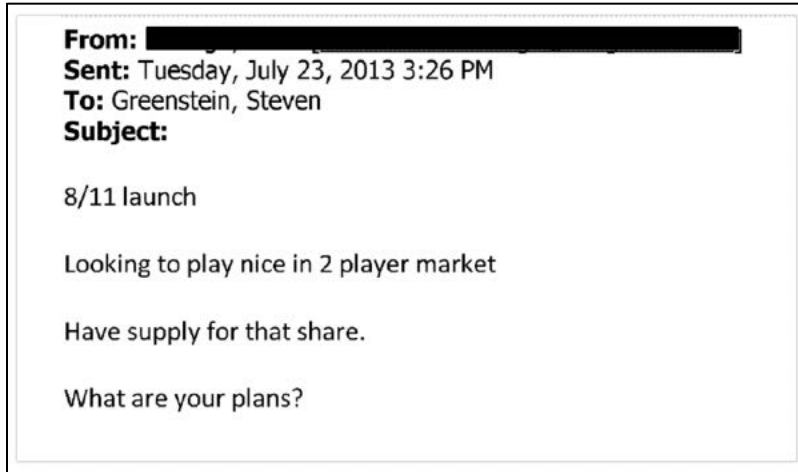 From:
Sent: Tuesday, July 23, 2013 3:26 PM
To: Greenstein, Steven
Subject:
8/11 launch
Looking to play nice in 2 player market
Have supply for that share.
What are your plans?